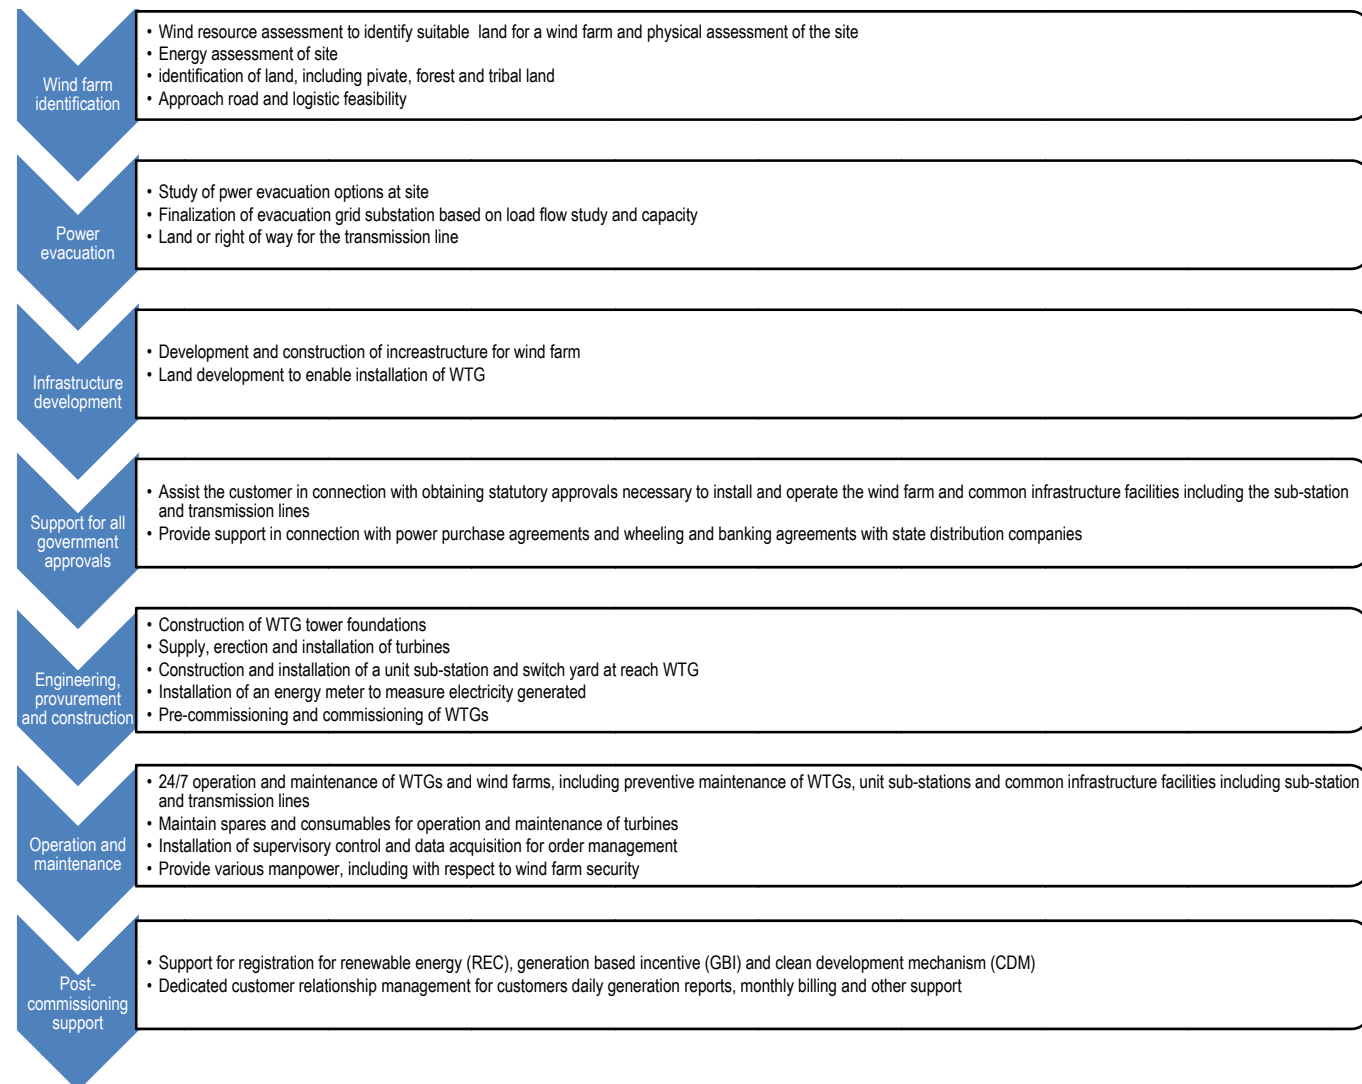 Wind farm
identification
• Wind resource assessment to identify suitable land for a wind farm and physical assessment of the site
• Energy assessment of site
• identification of land, including pivate, forest and tribal land
• Approach road and logistic feasibility
Power
evacuation
• Study of pwer evacuation options at site
• Finalization of evacuation grid substation based on load flow study and capacity
• Land or right of way for the transmission line
Infrastructure
development
• Development and construction of increastructure for wind farm
• Land development to enable installation of WTG
Support for all
government
approvals
• Assist the customer in connection with obtaining statutory approvals necessary to install and operate the wind farm and common infrastructure facilities including the sub-station
and transmission lines
• Provide support in connection with power purchase agreements and wheeling and banking agreements with state distribution companies
Engineering,
provurement
and construction
• Construction of WTG tower foundations
• Supply, erection and installation of turbines
• Construction and installation of a unit sub-station and switch yard at reach WTG
• Installation of an energy meter to measure electricity generated
• Pre-commissioning and commissioning of WTGs
Operation and
maintenance
• 24/7 operation and maintenance of WTGs and wind farms, including preventive maintenance of WTGs, unit sub-stations and common infrastructure facilities including sub-station
and transmission lines
• Maintain spares and consumables for operation and maintenance of turbines
• Installation of supervisory control and data acquisition for order management
• Provide various manpower, including with respect to wind farm security
Post-
commissioning
support
• Support for registration for renewable energy (REC), generation based incentive (GBI) and clean development mechanism (CDM)
• Dedicated customer relationship management for customers daily generation reports, monthly billing and other support